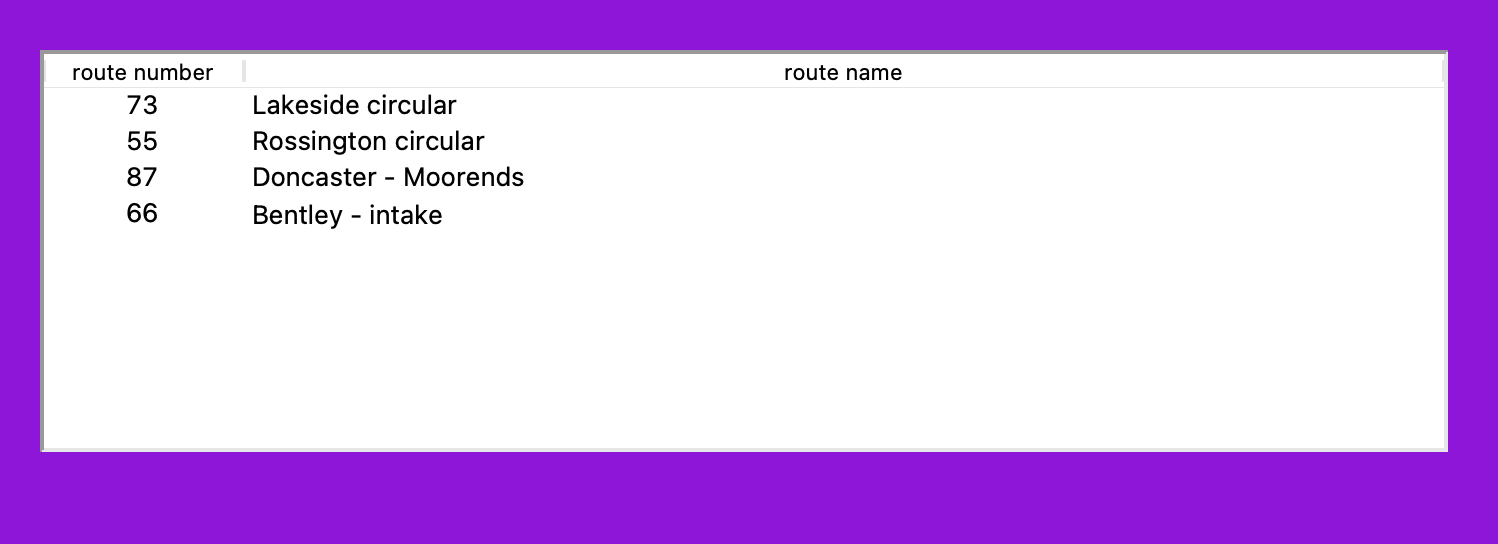 route number route name
73 Lakeside circular
55 Rossington circular
87 Doncaster - Moorends
66 Bentley - intake